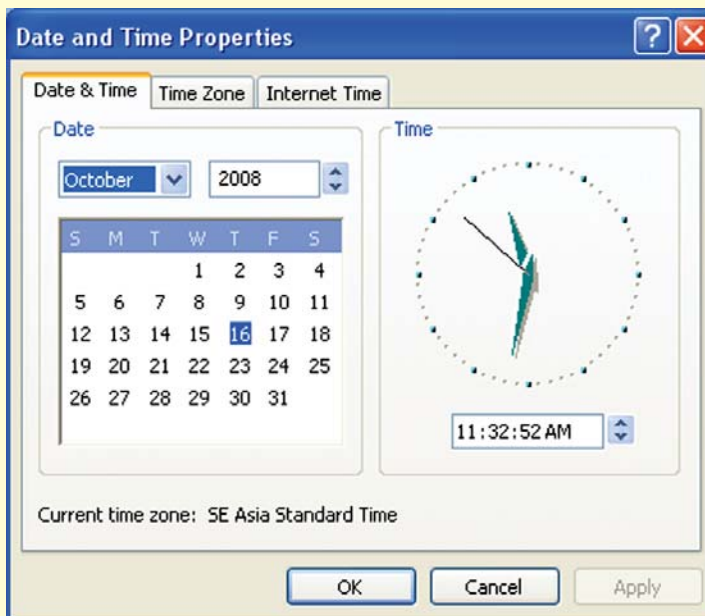 Date and Time Properties
Date & Time Time Zone Internet Time
Date
October 2008
S M T W T F S
1 2 3 4
5 6 7 8 9 10 11
12 13 14 15 16 17 18
19 20 21 22 23 24 25
26 27 28 29 30 31
Time
11:32:52 AM
Current time zone: SE Asia Standard Time
OK Cancel Apply